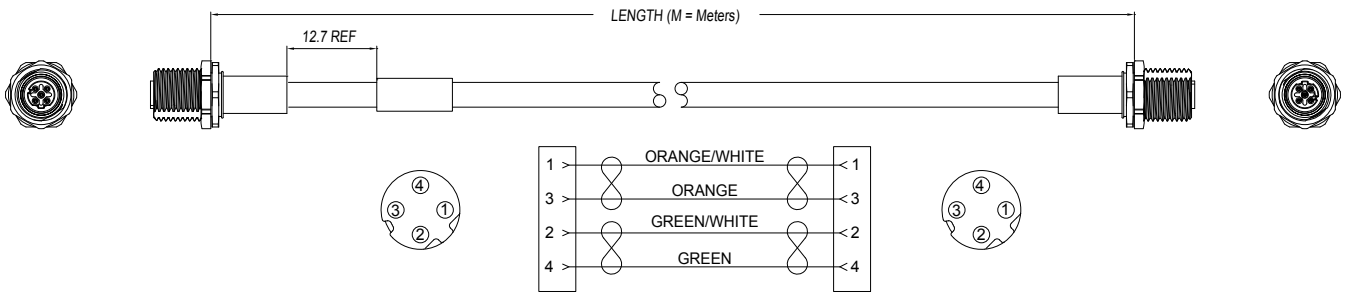 LENGTH (M = Meters)
12.7 REF
1 > ORANGE/WHITE < 1
3 > ORANGE < 3
2 > GREEN/WHITE < 2
4 > GREEN < 4
4
3 1
2
4
3 1
2